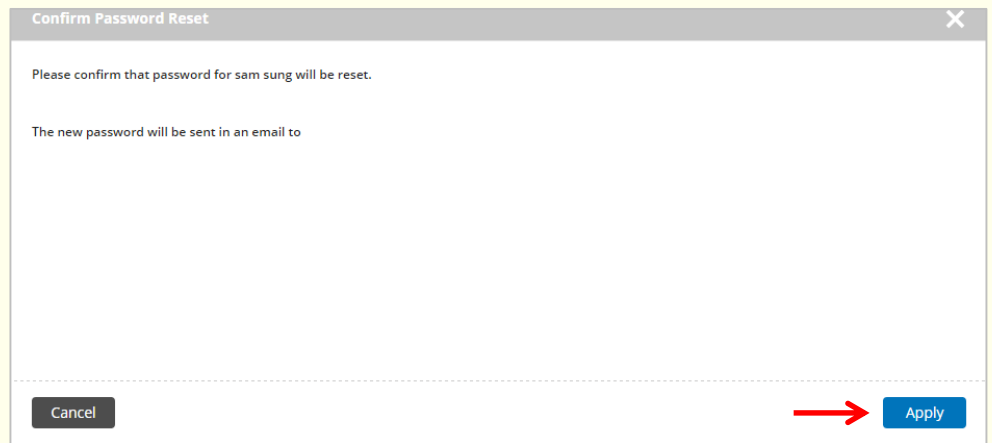 Confirm Password Reset
Please confirm that password for sam sung will be reset.
The new password will be sent in an email to
Cancel
Apply